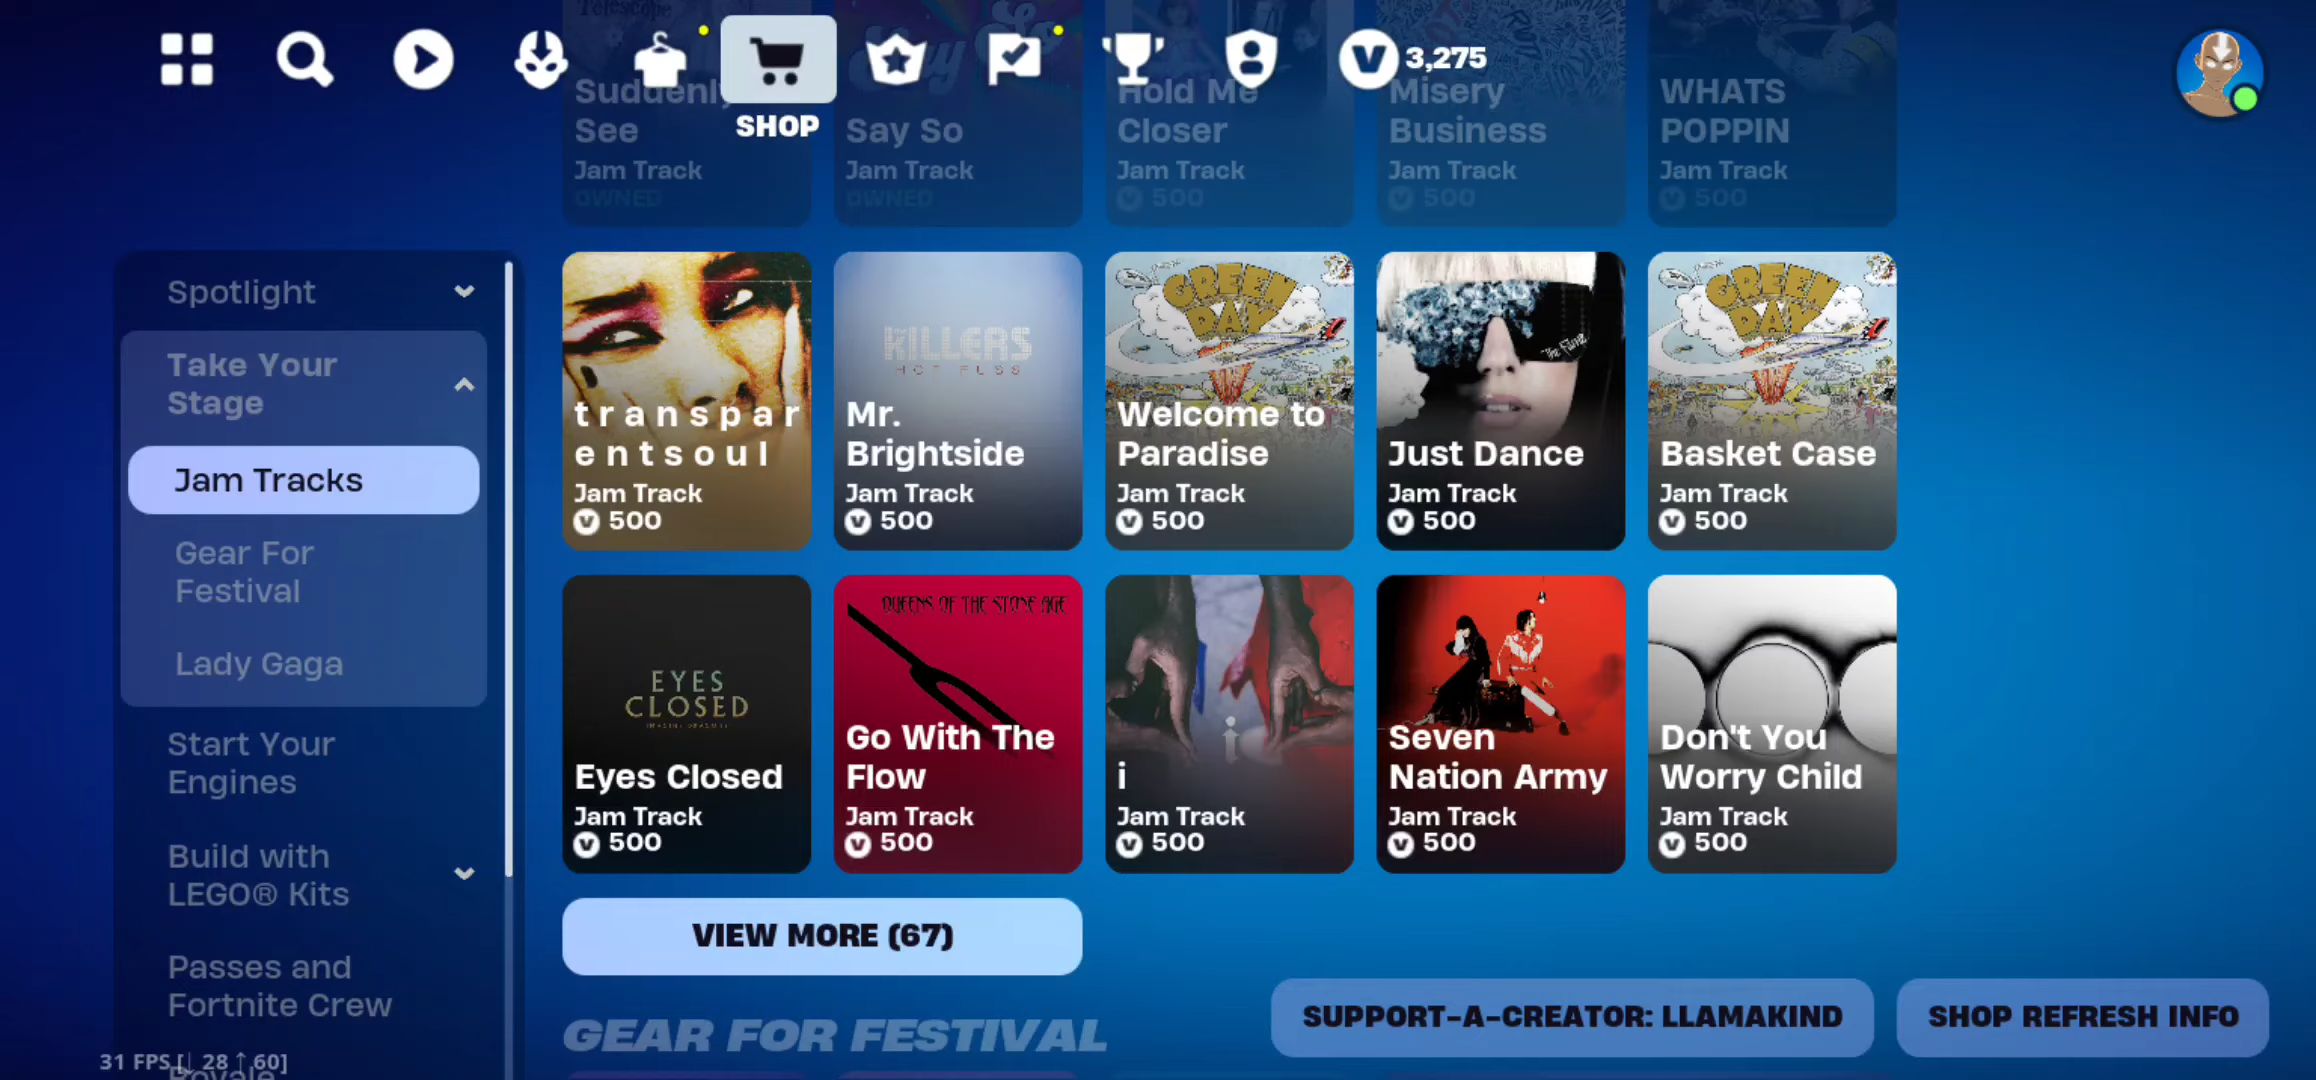 3,275
SHOP
Suddenly I
See
Jam Track
OWNED
Say So
Jam Track
OWNED
Hold Me
Closer
Jam Track
500
Misery
Business
Jam Track
500
WHATS
POPPIN
Jam Track
500
Spotlight
Take Your
Stage
Jam Tracks
Gear For
Festival
Lady Gaga
Start Your
Engines
Build with
LEGO® Kits
Passes and
Fortnite Crew
Royale
31 FPS [↓ 28 ↑ 60]
t r a n s p a r
e n t s o u l
Jam Track
500
KILLERS
HOT FUSS
Mr.
Brightside
Jam Track
500
GREEN
DAY
Welcome to
Paradise
Jam Track
500
The Fame
Just Dance
Jam Track
500
GREEN
DAY
Basket Case
Jam Track
500
EYES
CLOSED
Eyes Closed
Jam Track
500
QUEENS OF THE STONE AGE
Go With The
Flow
Jam Track
500
i
i
Jam Track
500
Seven
Nation Army
Jam Track
500
Don't You
Worry Child
Jam Track
500
VIEW MORE (67)
GEAR FOR FESTIVAL
SUPPORT-A-CREATOR: LLAMAKIND
SHOP REFRESH INFO